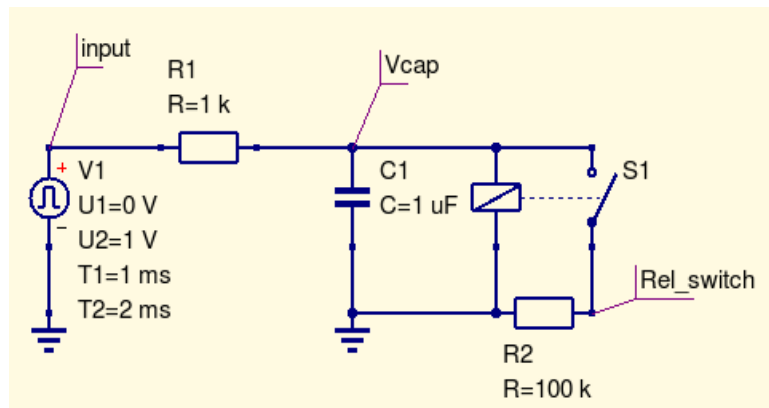 input
R1
R=1 k
Vcap
+
V1
U1=0 V
U2=1 V
T1=1 ms
T2=2 ms
−
C1
C=1 uF
S1
Rel_switch
R2
R=100 k